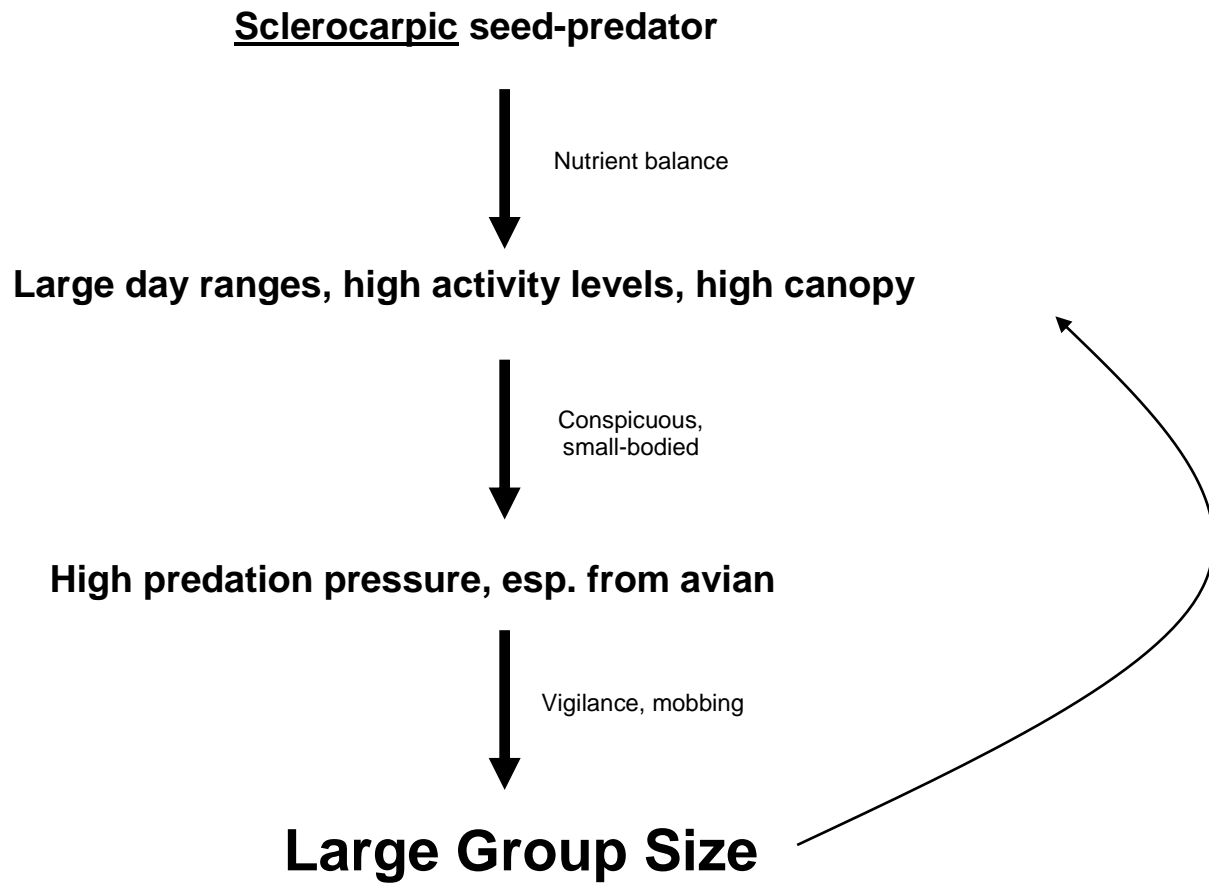 Sclerocarpic seed-predator
Nutrient balance
Large day ranges, high activity levels, high canopy
Conspicuous,
small-bodied
High predation pressure, esp. from avian
Vigilance, mobbing
Large Group Size